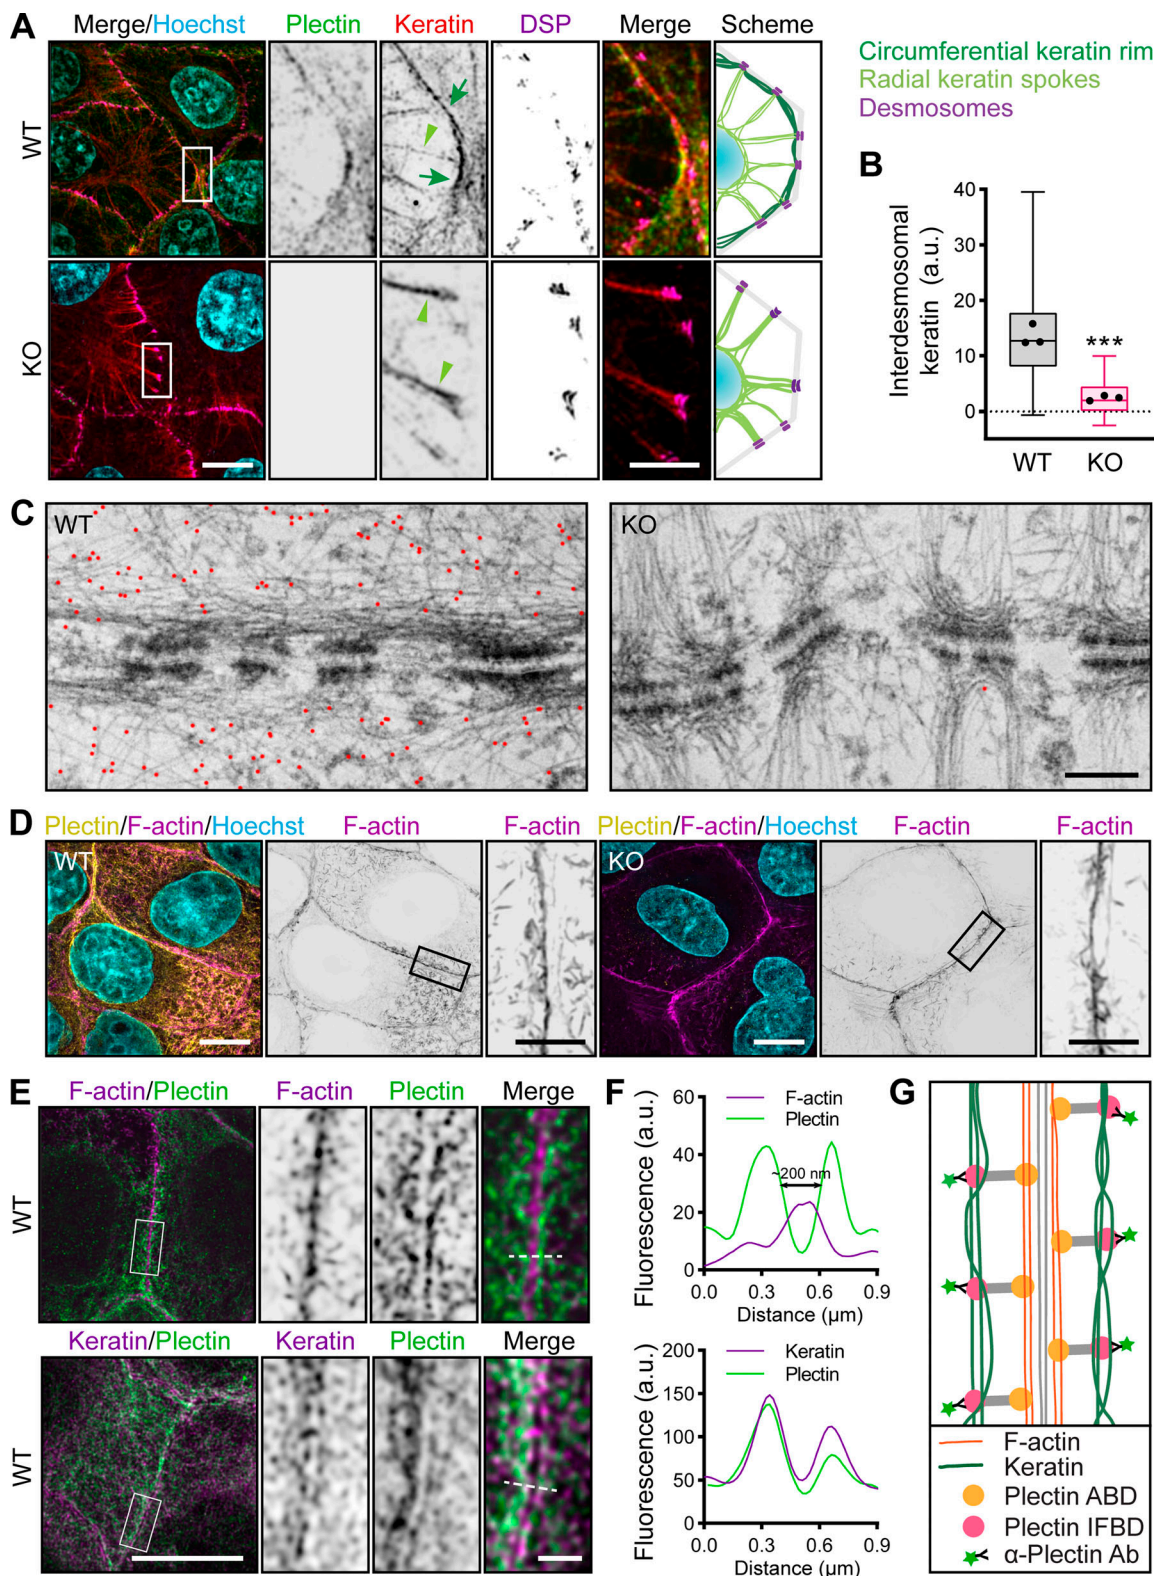 A Merge/Hoechst Plectin Keratin DSP Merge Scheme
Circumferential keratin rim
Radial keratin spokes
Desmosomes
WT
KO
B
Interdesmosomal
keratin (a.u.)
40
30
20
10
0
***
WT KO
C WT KO
D Plectin/F-actin/Hoechst F-actin F-actin Plectin/F-actin/Hoechst F-actin F-actin
WT KO
E F-actin/Plectin F-actin Plectin Merge
WT
Keratin/Plectin Keratin Plectin Merge
WT
F
Fluorescence (a.u.)
60
40
20
0
F-actin
Plectin
~200 nm
0.0 0.3 0.6 0.9
Distance (µm)
Fluorescence (a.u.)
200
150
100
50
0
Keratin
Plectin
0.0 0.3 0.6 0.9
Distance (µm)
G
F-actin
Keratin
Plectin ABD
Plectin IFBD
α-Plectin Ab